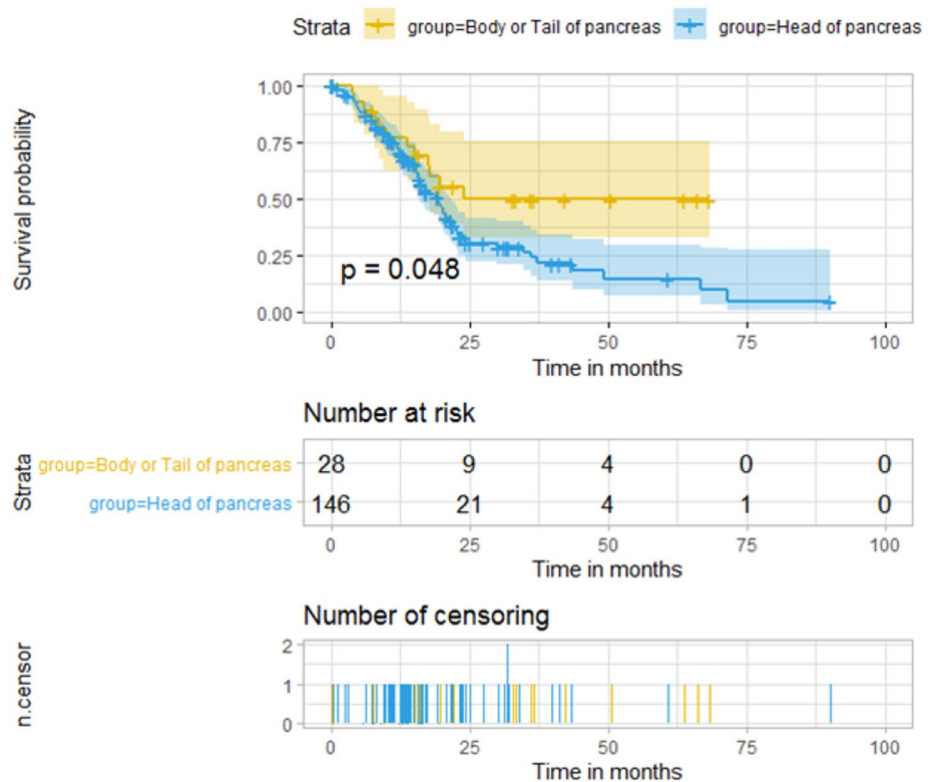 Strata group=Body or Tail of pancreas group=Head of pancreas
Survival probability
1.00
0.75
0.50
0.25
0.00
p = 0.048
0 25 50 75 100
Time in months
Number at risk
Strata
group=Body or Tail of pancreas 28 9 4 0 0
group=Head of pancreas 146 21 4 1 0
0 25 50 75 100
Time in months
Number of censoring
n.censor
2
1
0
0 25 50 75 100
Time in months